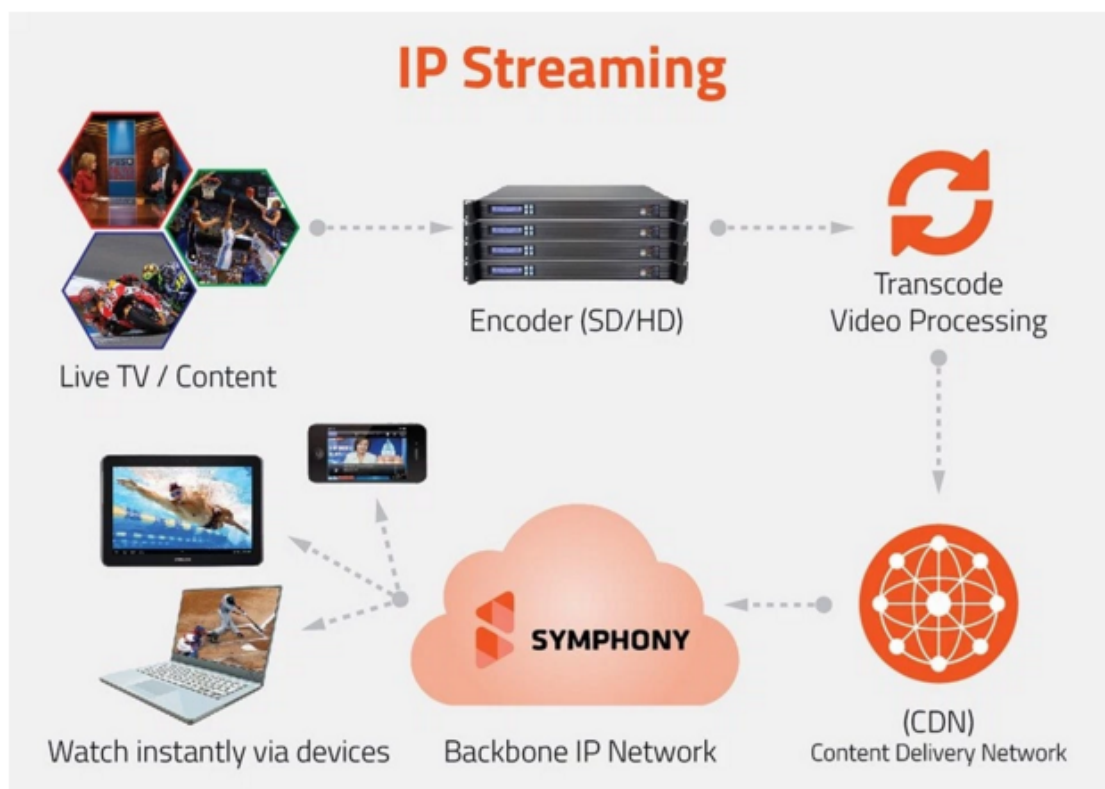 IP Streaming
Live TV / Content
Encoder (SD/HD)
Transcode
Video Processing
Watch instantly via devices
SYMPHONY
Backbone IP Network
(CDN)
Content Delivery Network